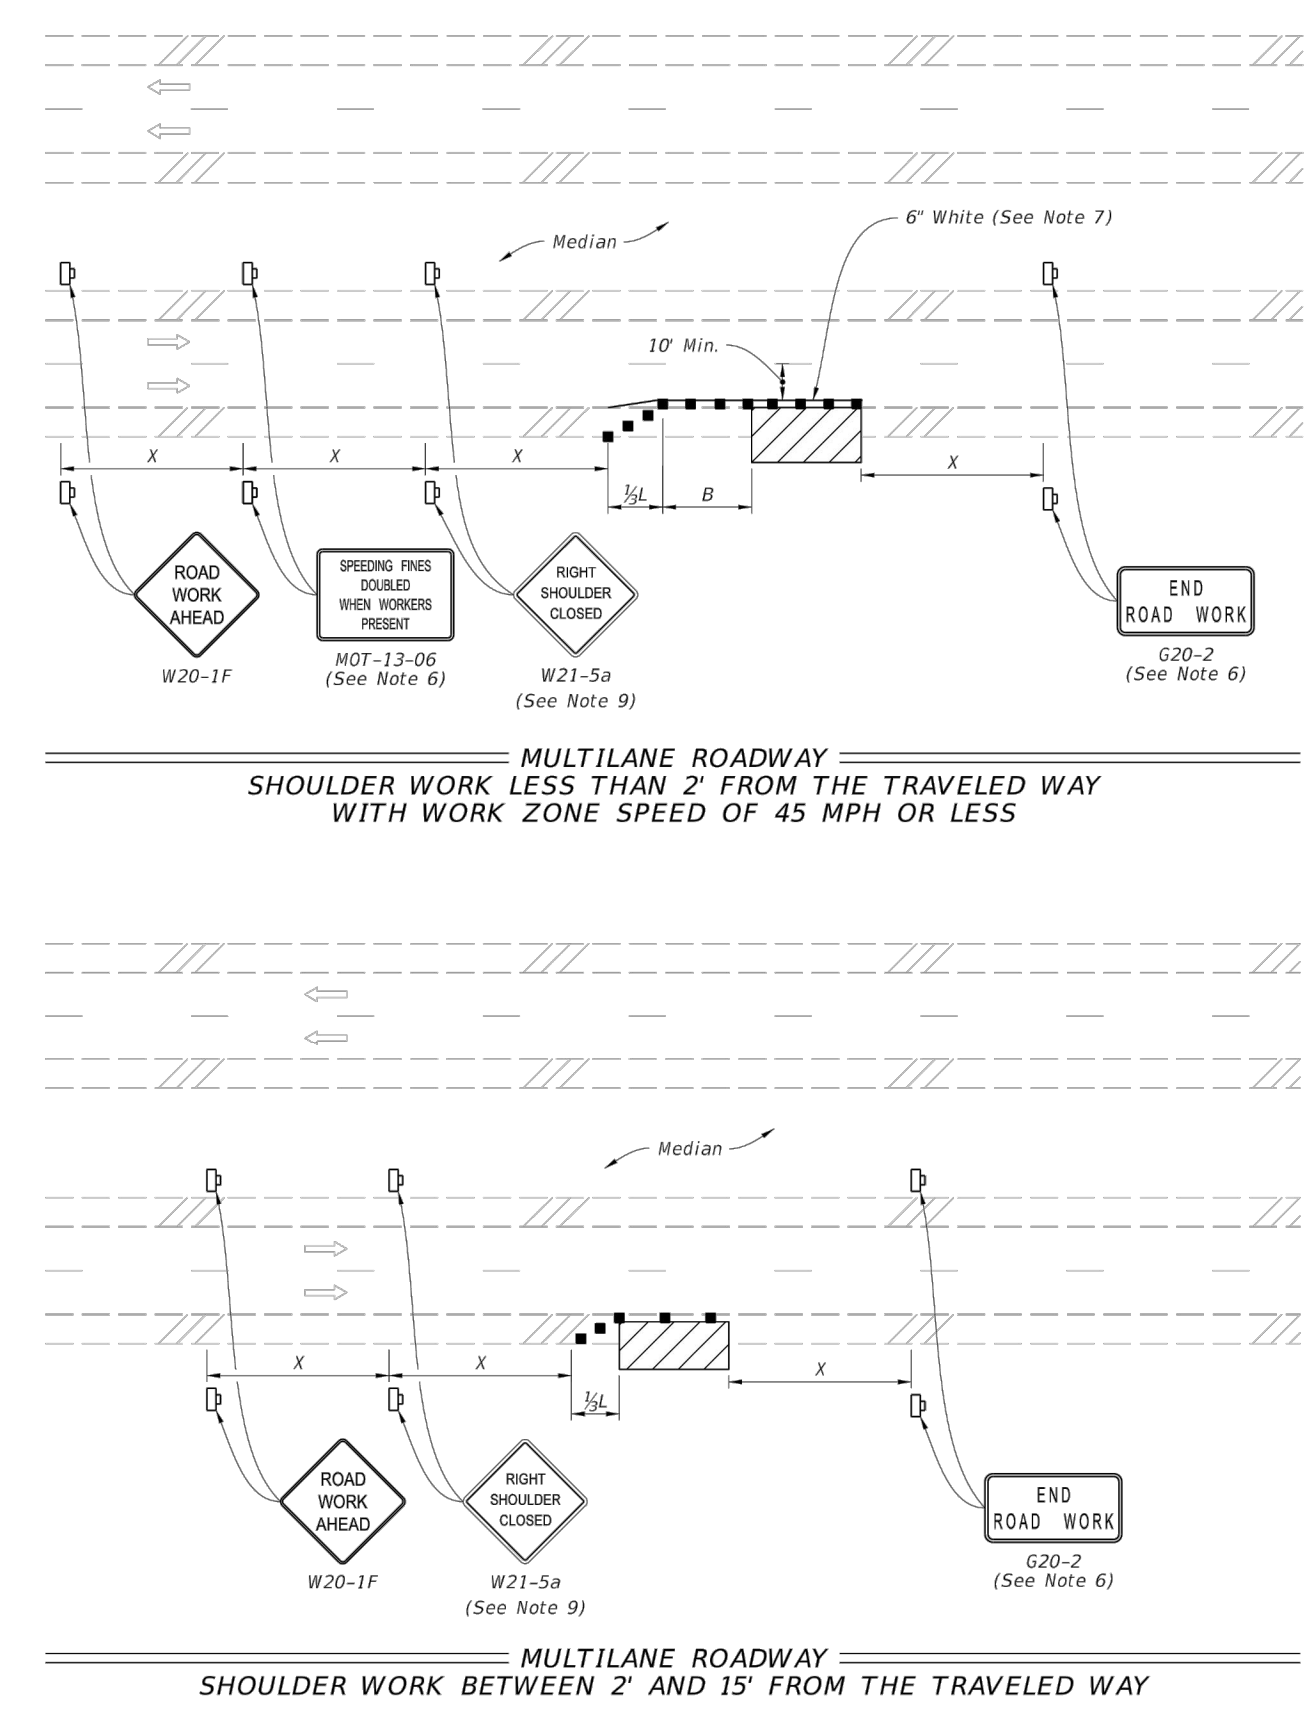 6" White (See Note 7)
Median
10' Min.
X
X
X
X
⅓L
B
ROAD
WORK
AHEAD
W20-1F
SPEEDING FINES
DOUBLED
WHEN WORKERS
PRESENT
MOT-13-06
(See Note 6)
RIGHT
SHOULDER
CLOSED
W21-5a
(See Note 9)
END
ROAD WORK
G20-2
(See Note 6)
MULTILANE ROADWAY
SHOULDER WORK LESS THAN 2' FROM THE TRAVELED WAY
WITH WORK ZONE SPEED OF 45 MPH OR LESS
Median
X
X
X
⅓L
ROAD
WORK
AHEAD
W20-1F
RIGHT
SHOULDER
CLOSED
W21-5a
(See Note 9)
END
ROAD WORK
G20-2
(See Note 6)
MULTILANE ROADWAY
SHOULDER WORK BETWEEN 2' AND 15' FROM THE TRAVELED WAY